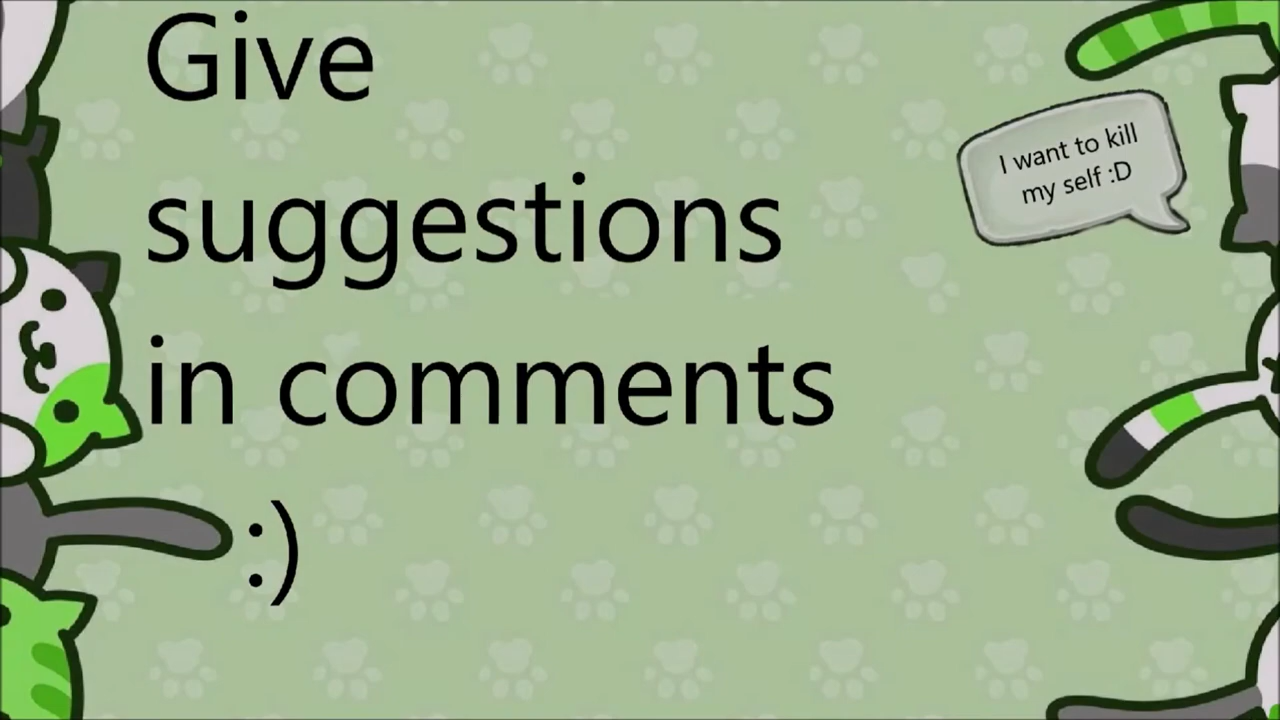 Give
suggestions
in comments
:)
I want to kill
my self :D